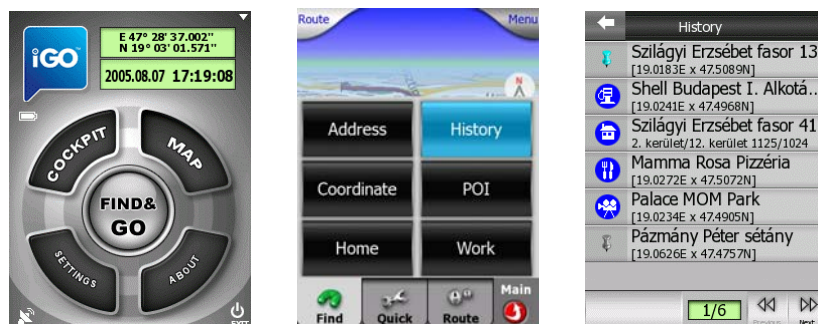 iGO
E 47° 28' 37.002"
N 19° 03' 01.571"
2005.08.07 17:19:08
COCKPIT
MAP
FIND&
GO
SETTINGS
ABOUT
EXIT
Route
Menu
N
Address
History
Coordinate
POI
Home
Work
Find
Quick
Route
Main
History
Szilágyi Erzsébet fasor 13
[19.0183E x 47.5089N]
Shell Budapest I. Alkotá..
[19.0241E x 47.4968N]
Szilágyi Erzsébet fasor 41
2. kerület/12. kerület 1125/1024
Mamma Rosa Pizzéria
[19.0272E x 47.5072N]
Palace MOM Park
[19.0234E x 47.4905N]
Pázmány Péter sétány
[19.0626E x 47.4757N]
1/6
Previous
Next